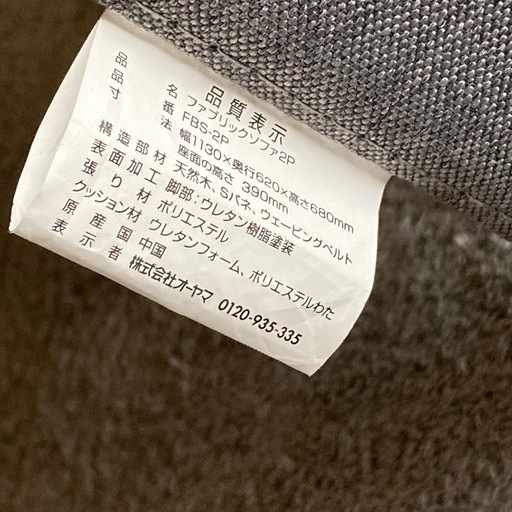 品質表示
品名 ファブリックソファ2P
品番 FBS-2P
寸法 幅1130×奥行620×高さ680mm
座面の高さ 390mm
構造部材 天然木、Sバネ、ウェービングベルト
表面加工 脚部:ウレタン樹脂塗装
張り材 ポリエステル
クッション材 ウレタンフォーム、ポリエステルわた
原産国 中国
表示者 株式会社オーヤマ 0120-935-335